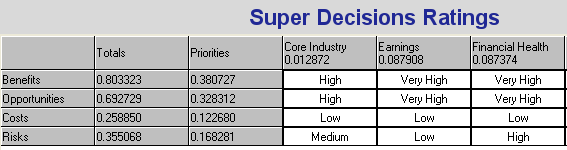 Super Decisions Ratings
Totals Priorities Core Industry 0.012872 Earnings 0.087908 Financial Health 0.087374
Benefits 0.803323 0.380727 High Very High Very High
Opportunities 0.692729 0.328312 High Very High Very High
Costs 0.258850 0.122680 Low Low Low
Risks 0.355068 0.168281 Medium Low High